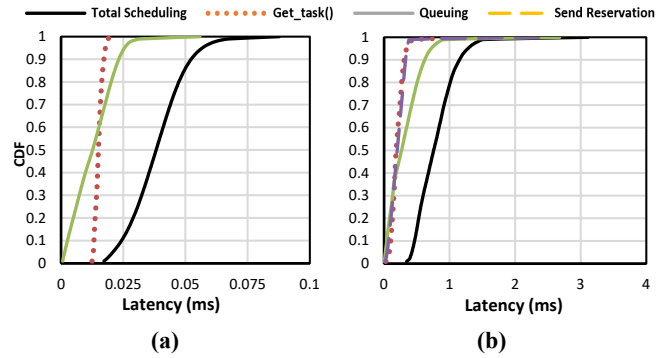 Total Scheduling Get_task() Queuing Send Reservation
1 1
0.9 0.9
0.8 0.8
0.7 0.7
0.6 0.6
0.5 0.5
0.4 0.4
0.3 0.3
0.2 0.2
0.1 0.1
0 0
CDF CDF
0 0.025 0.05 0.075 0.1 0 1 2 3 4
Latency (ms) Latency (ms)
(a) (b)